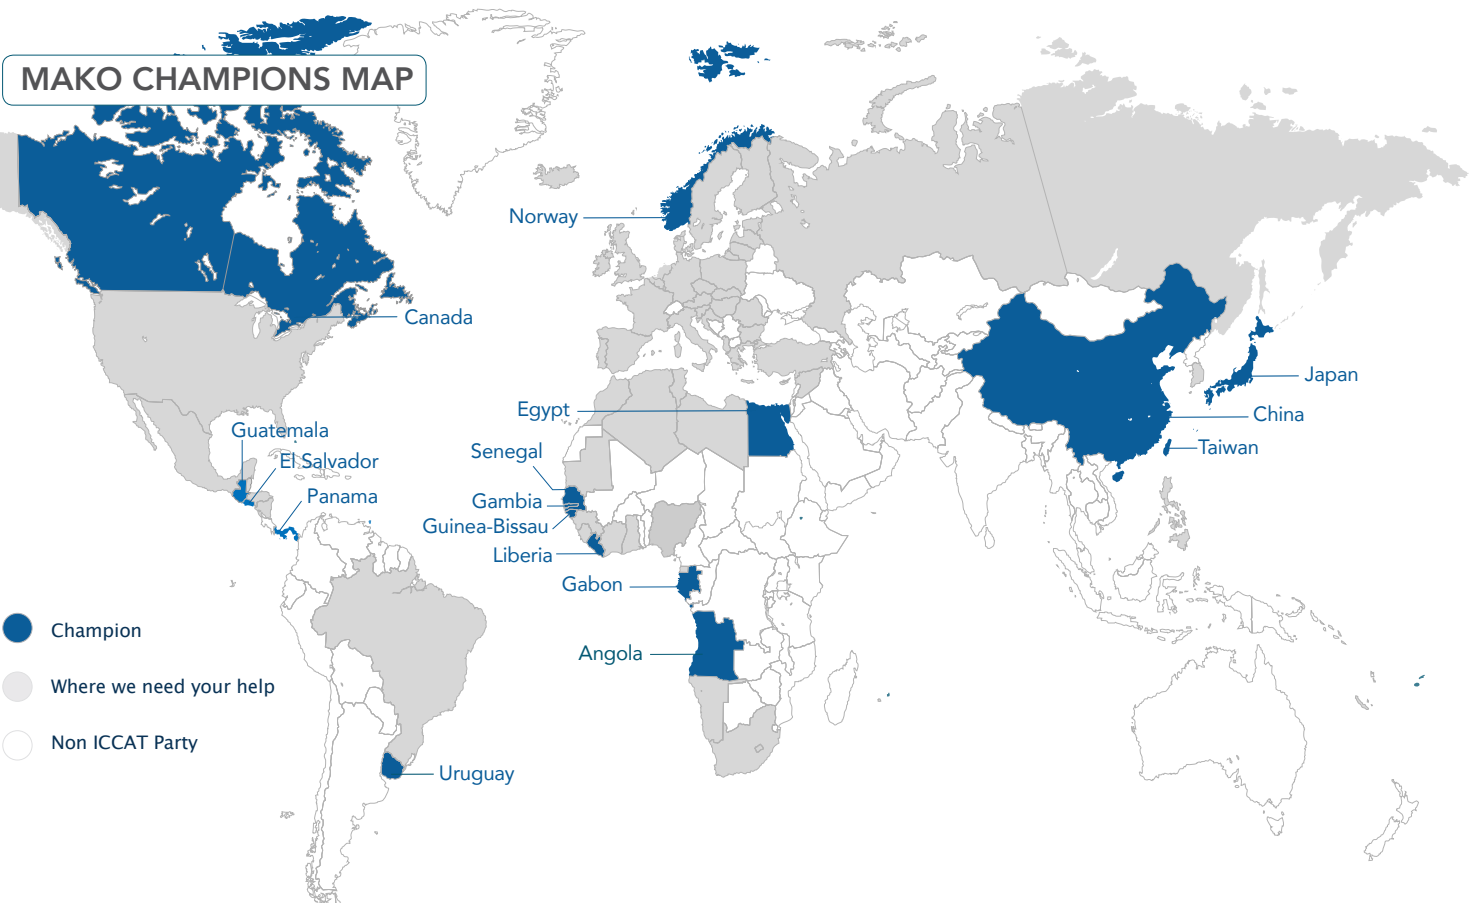 MAKO CHAMPIONS MAP
Norway
Canada
Japan
Egypt
China
Guatemala
Senegal
Taiwan
El Salvador
Panama
Gambia
Guinea-Bissau
Liberia
Gabon
Champion
Angola
Where we need your help
Non ICCAT Party
Uruguay